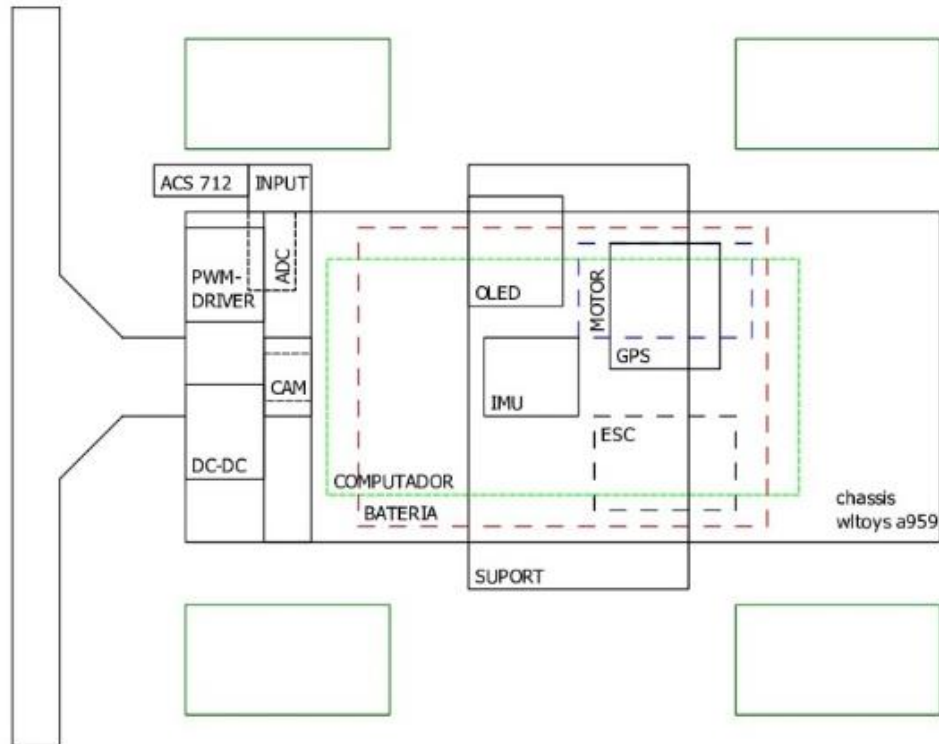 ACS 712
INPUT
ADC
PWM-
DRIVER
OLED
MOTOR
GPS
CAM
IMU
ESC
DC-DC
COMPUTADOR
BATERIA
chassis
wltoys a959
SUPORT